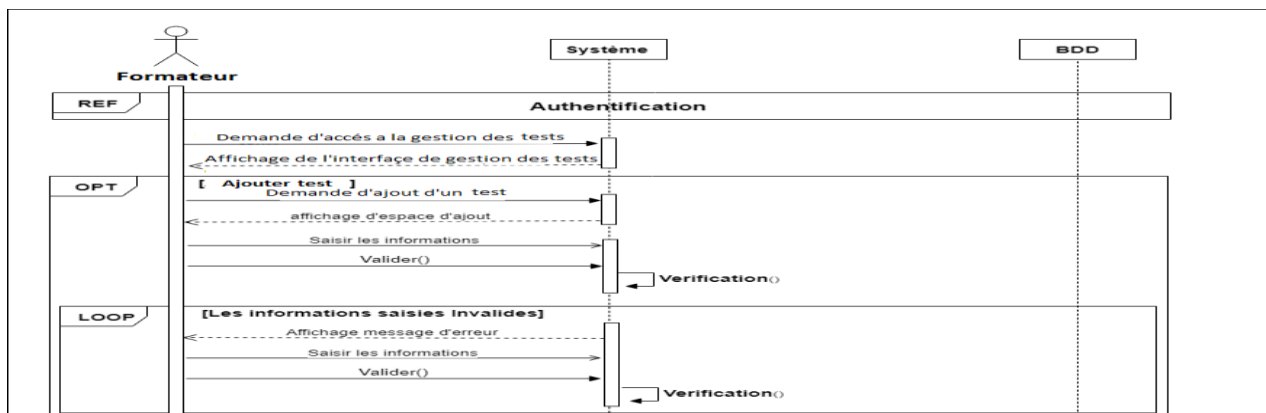 Système
BDD
Formateur
REF
Authentification
Demande d'accés a la gestion des tests
Affichage de l'interfaçe de gestion des tests
OPT
[ Ajouter test ]
Demande d'ajout d'un test
affichage d'espace d'ajout
Saisir les informations
Valider()
Verification()
LOOP
[Les informations saisies Invalides]
Affichage message d'erreur
Saisir les informations
Valider()
Verification()